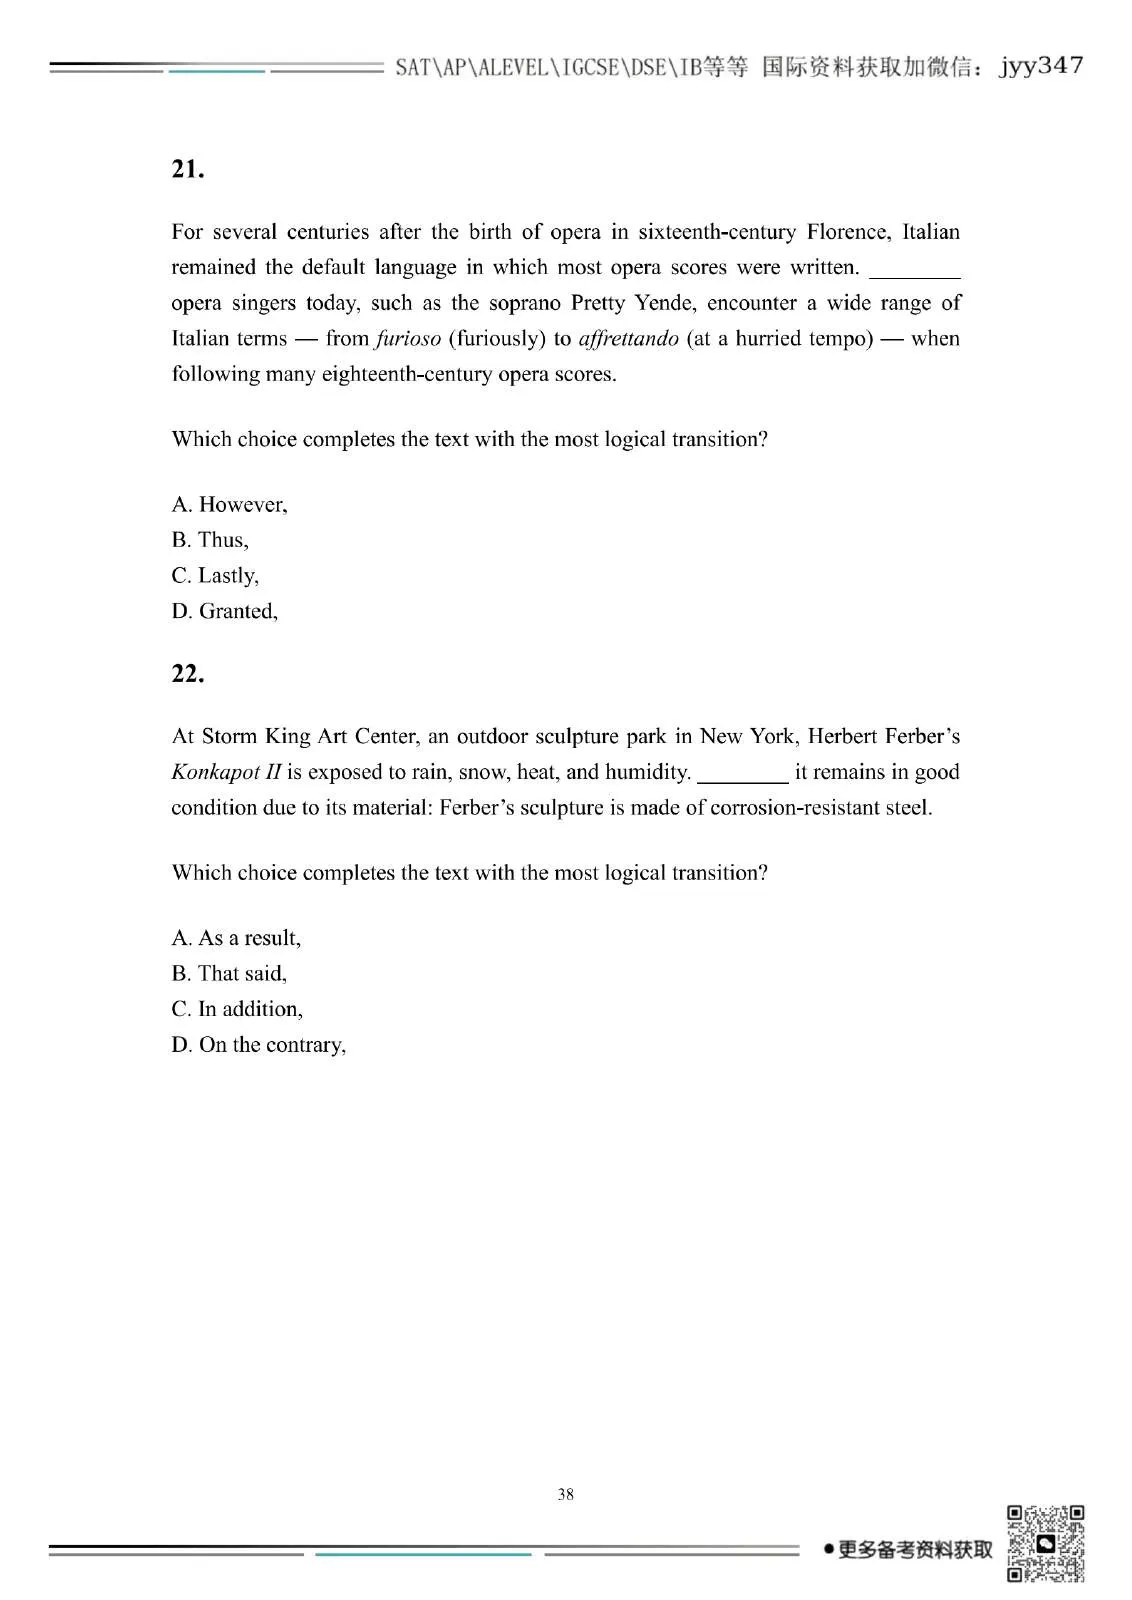 SAT\AP\ALEVEL\IGCSE\DSE\IB等等 国际资料获取加微信: jyy347
21.
For several centuries after the birth of opera in sixteenth-century Florence, Italian
remained the default language in which most opera scores were written. ________
opera singers today, such as the soprano Pretty Yende, encounter a wide range of
Italian terms — from furioso (furiously) to affrettando (at a hurried tempo) — when
following many eighteenth-century opera scores.
Which choice completes the text with the most logical transition?
A. However,
B. Thus,
C. Lastly,
D. Granted,
22.
At Storm King Art Center, an outdoor sculpture park in New York, Herbert Ferber’s
Konkapot II is exposed to rain, snow, heat, and humidity. ________ it remains in good
condition due to its material: Ferber’s sculpture is made of corrosion-resistant steel.
Which choice completes the text with the most logical transition?
A. As a result,
B. That said,
C. In addition,
D. On the contrary,
38
●更多备考资料获取